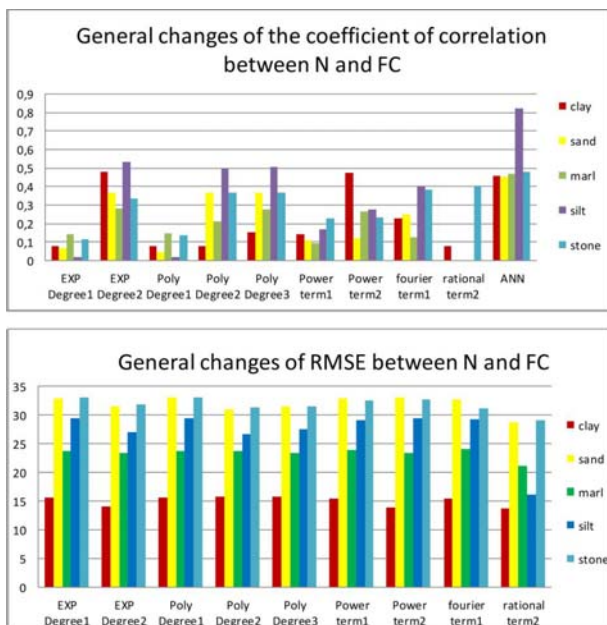 General changes of the coefficient of correlation
between N and FC
0,9
0,8
0,7
0,6
0,5
0,4
0,3
0,2
0,1
0
clay
sand
marl
silt
stone
EXP EXP Poly Poly Poly Power Power fourier rational ANN
Degree1 Degree2 Degree1 Degree2 Degree3 term1 term2 term1 term2
General changes of RMSE between N and FC
35
30
25
20
15
10
5
0
clay
sand
marl
silt
stone
EXP EXP Poly Poly Poly Power Power fourier rational
Degree1 Degree2 Degree1 Degree2 Degree3 term1 term2 term1 term2